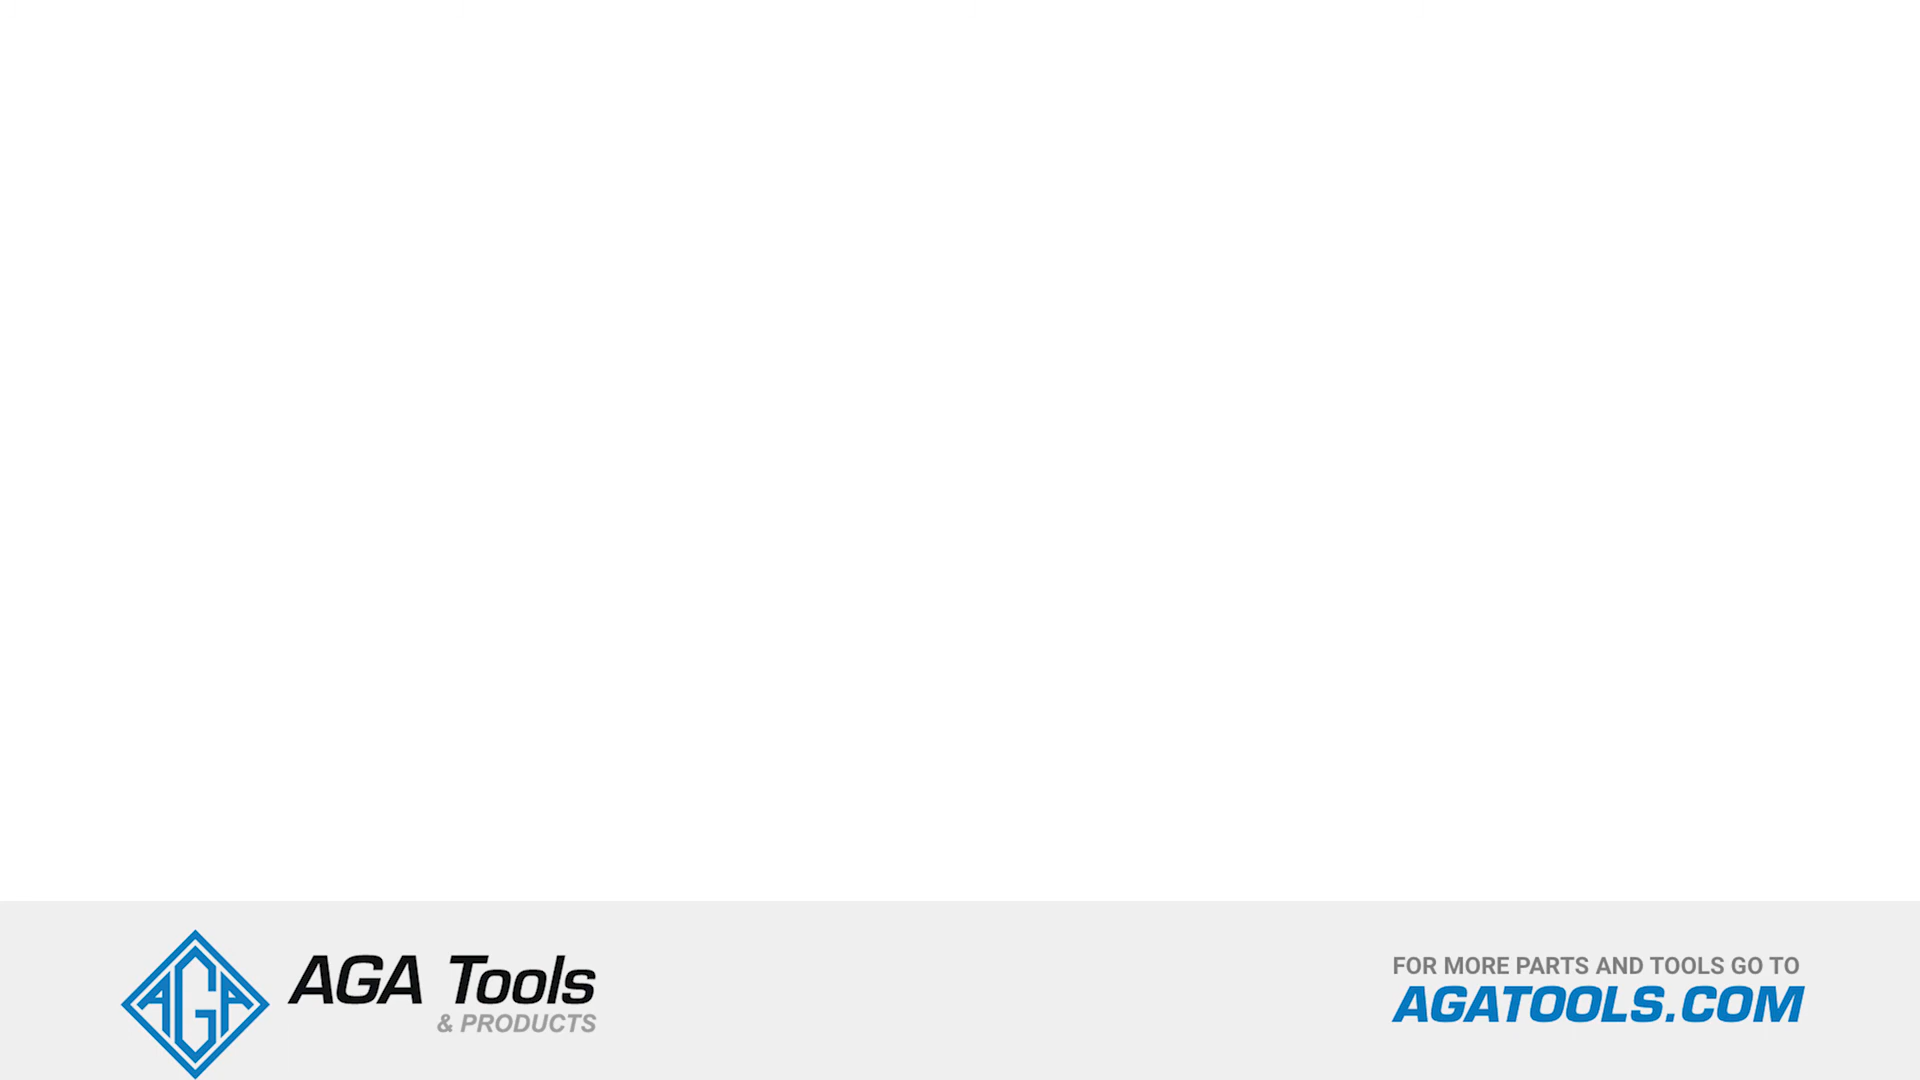 AGA
AGA Tools
& PRODUCTS
FOR MORE PARTS AND TOOLS GO TO
AGATOOLS.COM